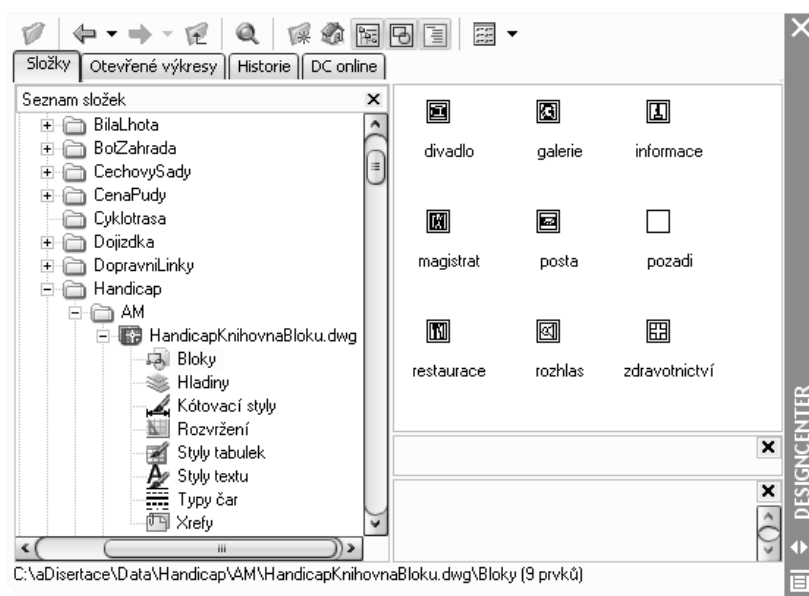 Složky Otevřené výkresy Historie DC online
Seznam složek
BilaLhota
BotZahrada
CechovySady
CenaPudy
Cyklotrasa
Dojizdka
DopravniLinky
Handicap
AM
HandicapKnihovnaBloku.dwg
Bloky
Hladiny
Kótovací styly
Rozvržení
Styly tabulek
Styly textu
Typy čar
Xrefy
divadlo galerie informace
magistrat posta pozadi
restaurace rozhlas zdravotnictví
DESIGNCENTER
C:\aDisertace\Data\Handicap\AM\HandicapKnihovnaBloku.dwg\Bloky (9 prvků)